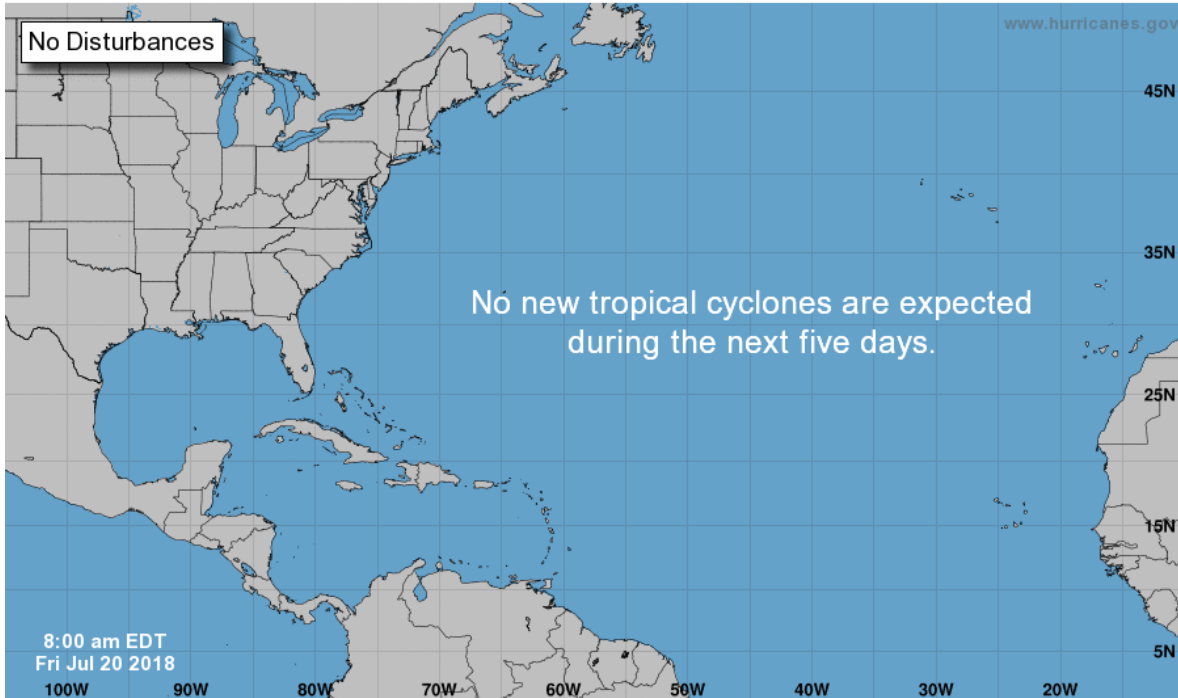 No Disturbances
www.hurricanes.gov
45N
35N
No new tropical cyclones are expected
during the next five days.
25N
15N
8:00 am EDT
Fri Jul 20 2018
5N
100W 90W 80W 70W 60W 50W 40W 30W 20W